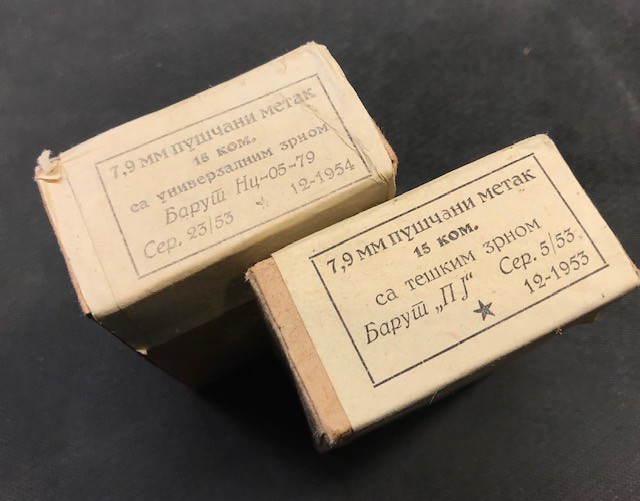 7,9 мм пушчани метак
15 ком.
са универзалним зрном
Барут Нц-05-79
Сер. 23/53 ★ 12-1954
7,9 мм пушчани метак
15 ком.
са тешким зрном
Барут „ПЈ“ Сер. 5/53
★ 12-1953